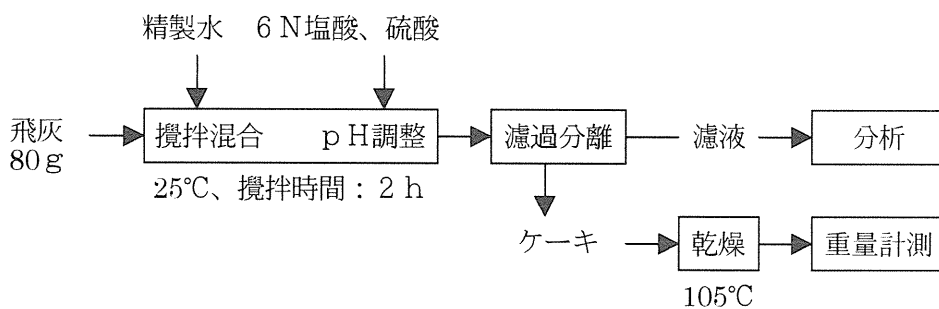 精製水　６Ｎ塩酸、硫酸
飛灰
80ｇ
攪拌混合　ｐＨ調整
濾過分離
濾液
分析
25℃、攪拌時間：２ｈ
ケーキ
乾燥
重量計測
105℃